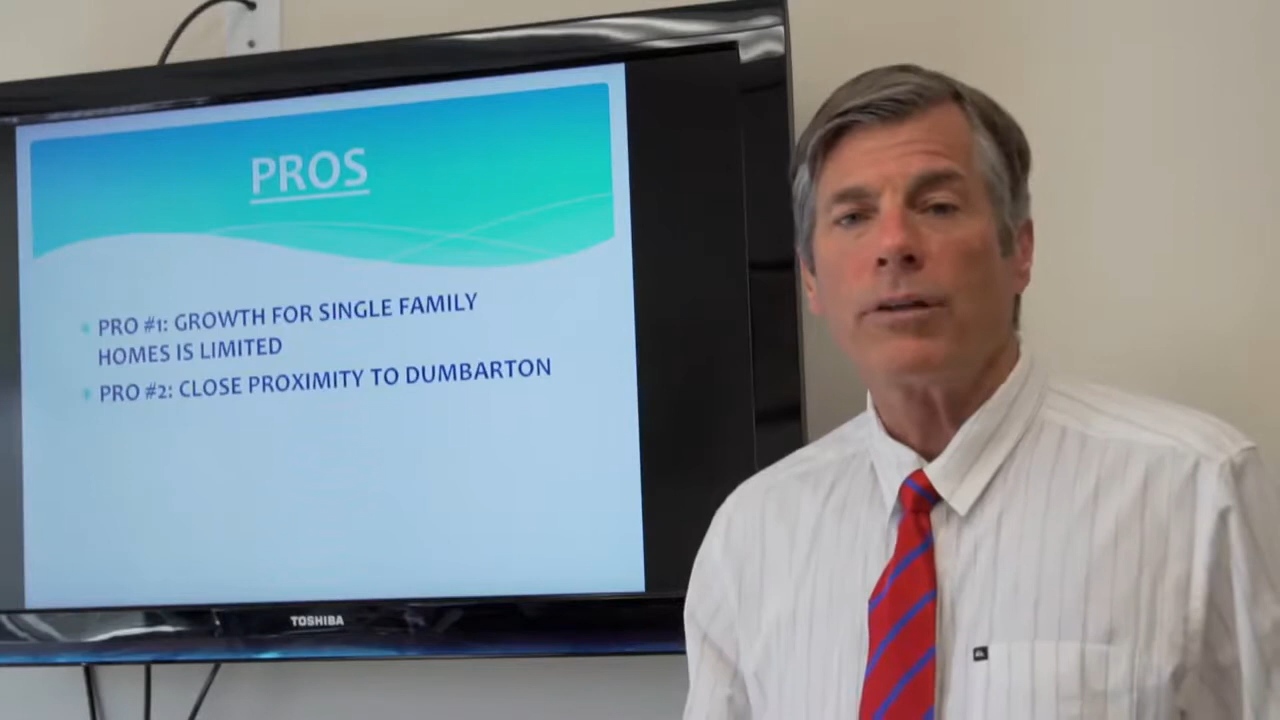 PROS
PRO #1: GROWTH FOR SINGLE FAMILY
HOMES IS LIMITED
PRO #2: CLOSE PROXIMITY TO DUMBARTON
TOSHIBA